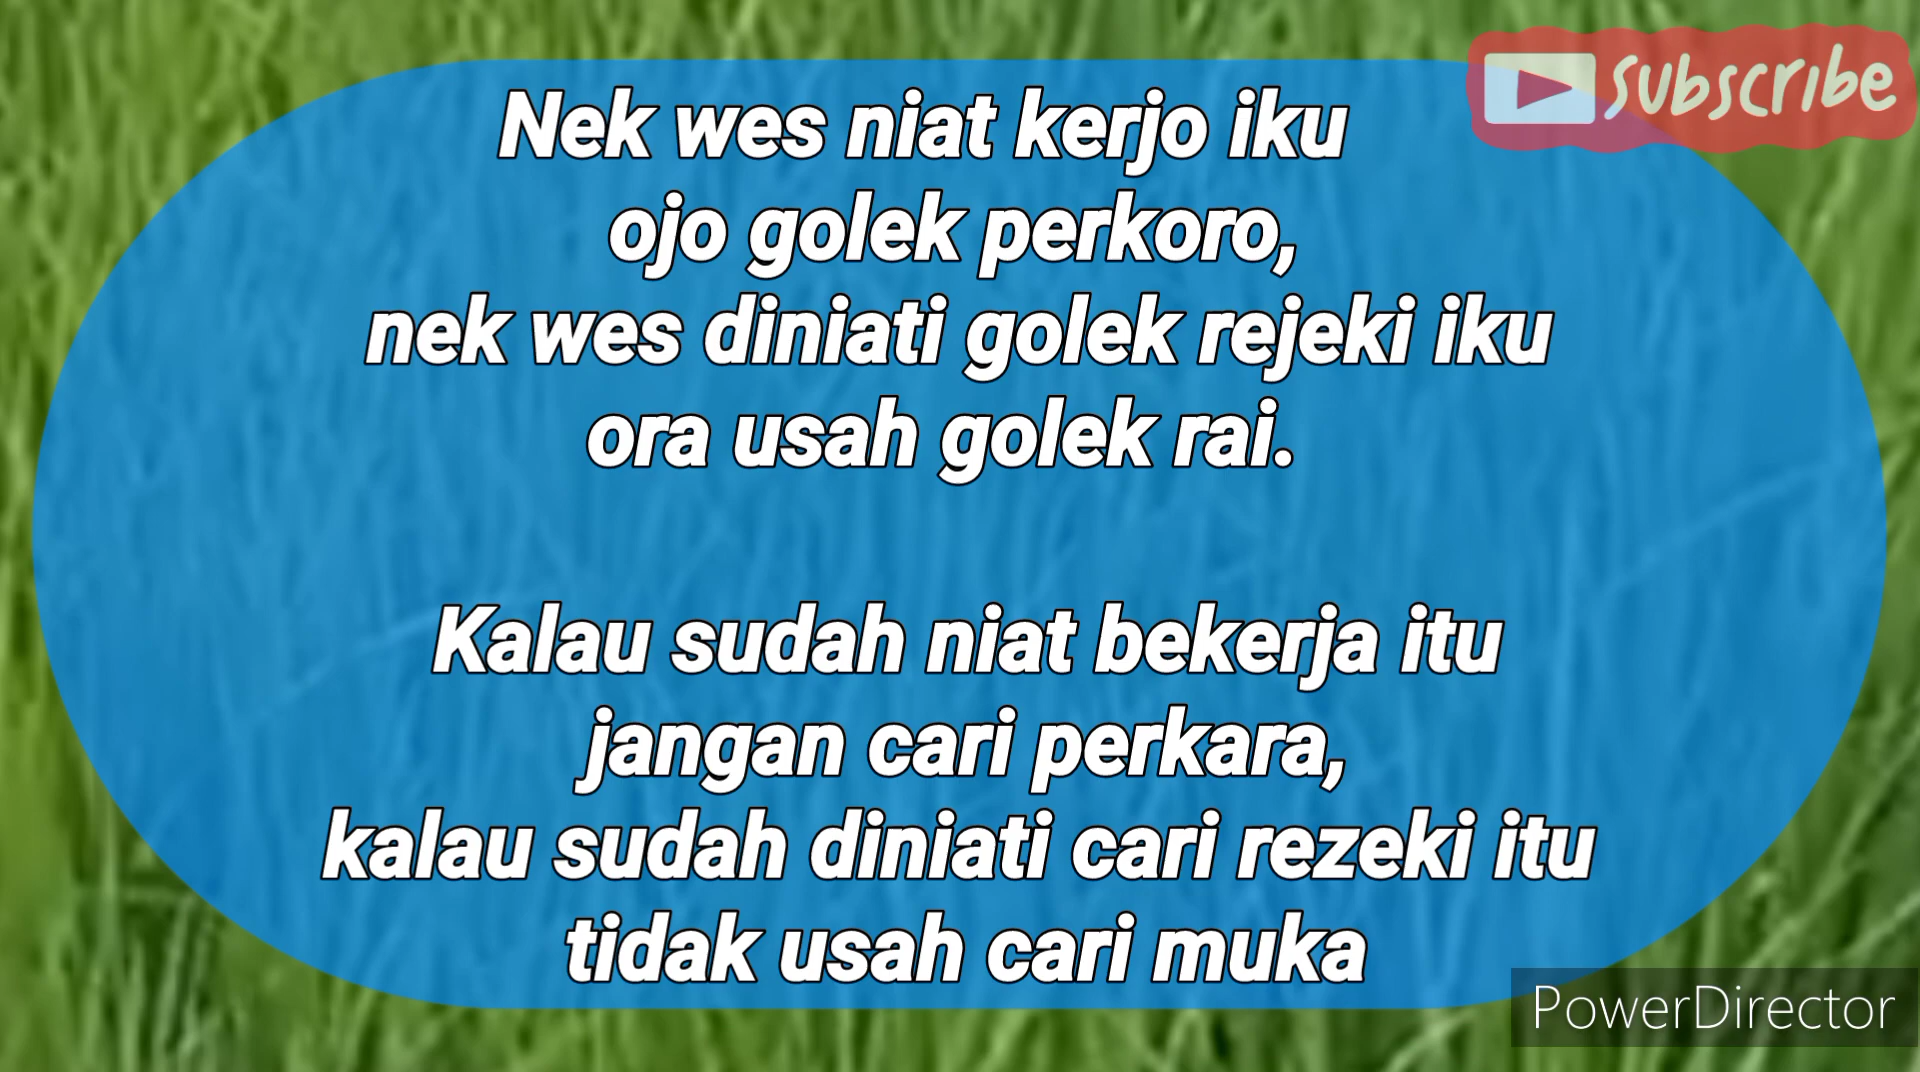 Subscribe
Nek wes niat kerjo iku
ojo golek perkoro,
nek wes diniati golek rejeki iku
ora usah golek rai.
Kalau sudah niat bekerja itu
jangan cari perkara,
kalau sudah diniati cari rezeki itu
tidak usah cari muka
PowerDirector